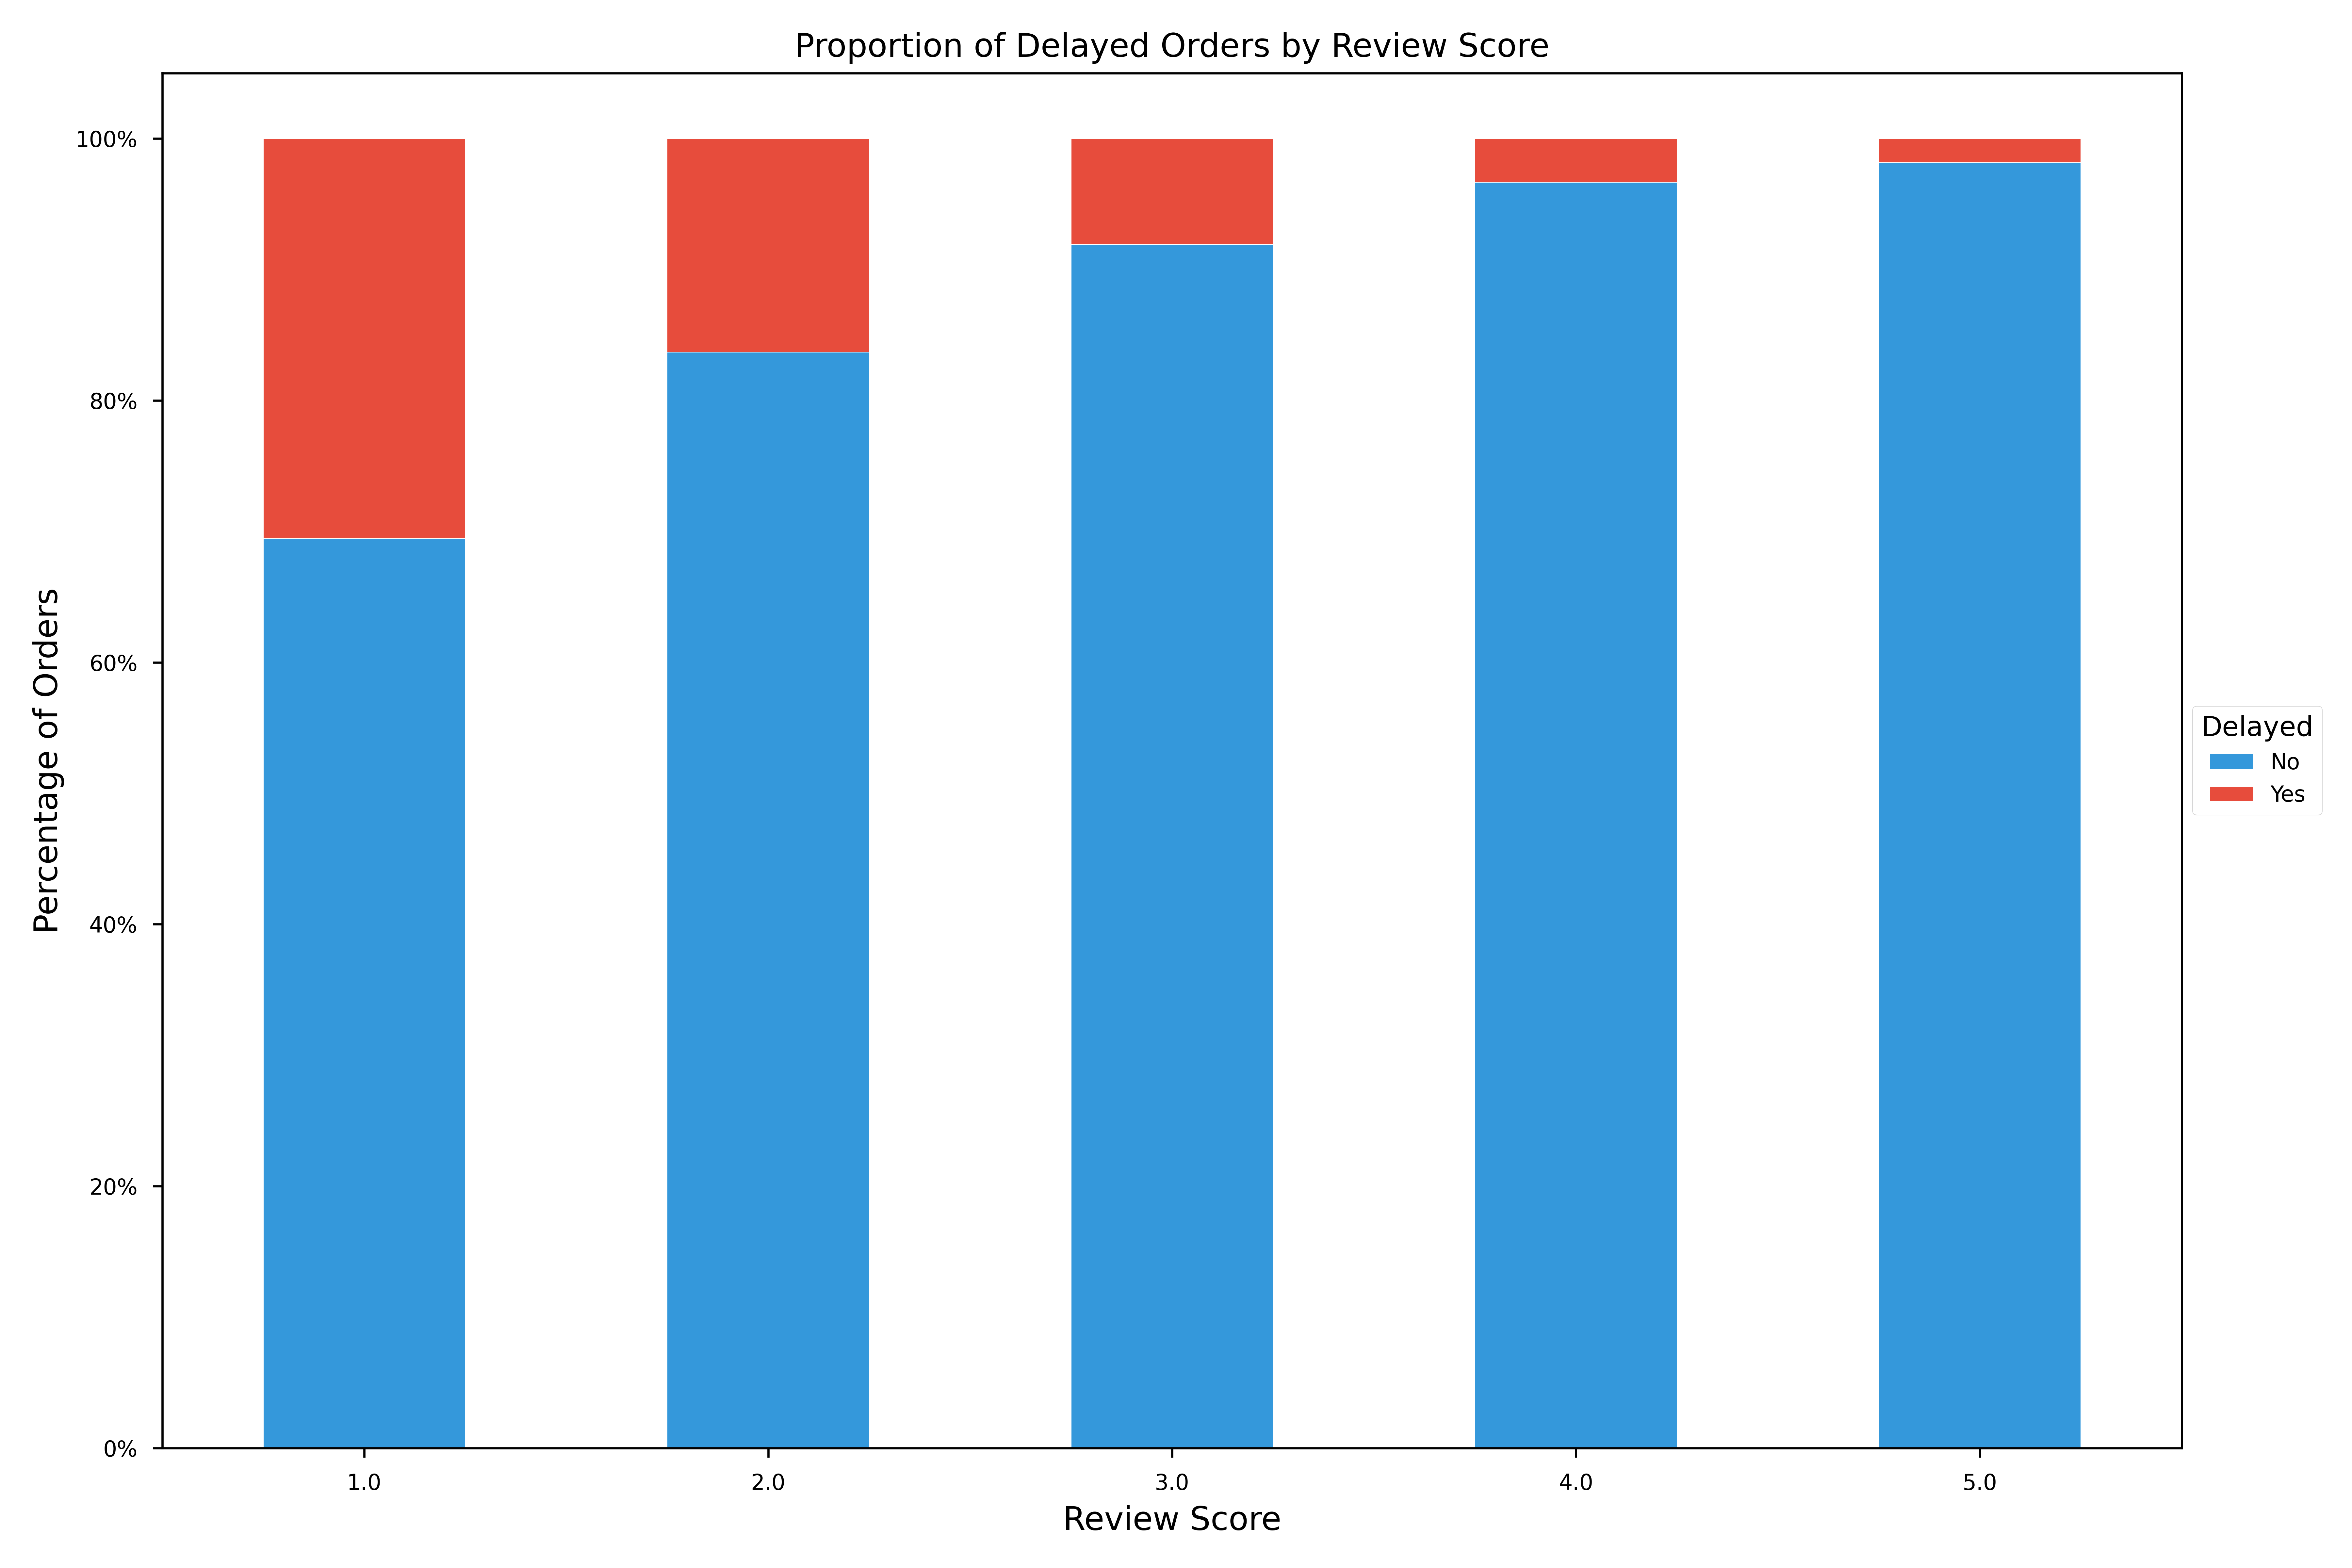 Proportion of Delayed Orders by Review Score
Percentage of Orders
100%
80%
60%
40%
20%
0%
1.0 2.0 3.0 4.0 5.0
Review Score
Delayed
No
Yes